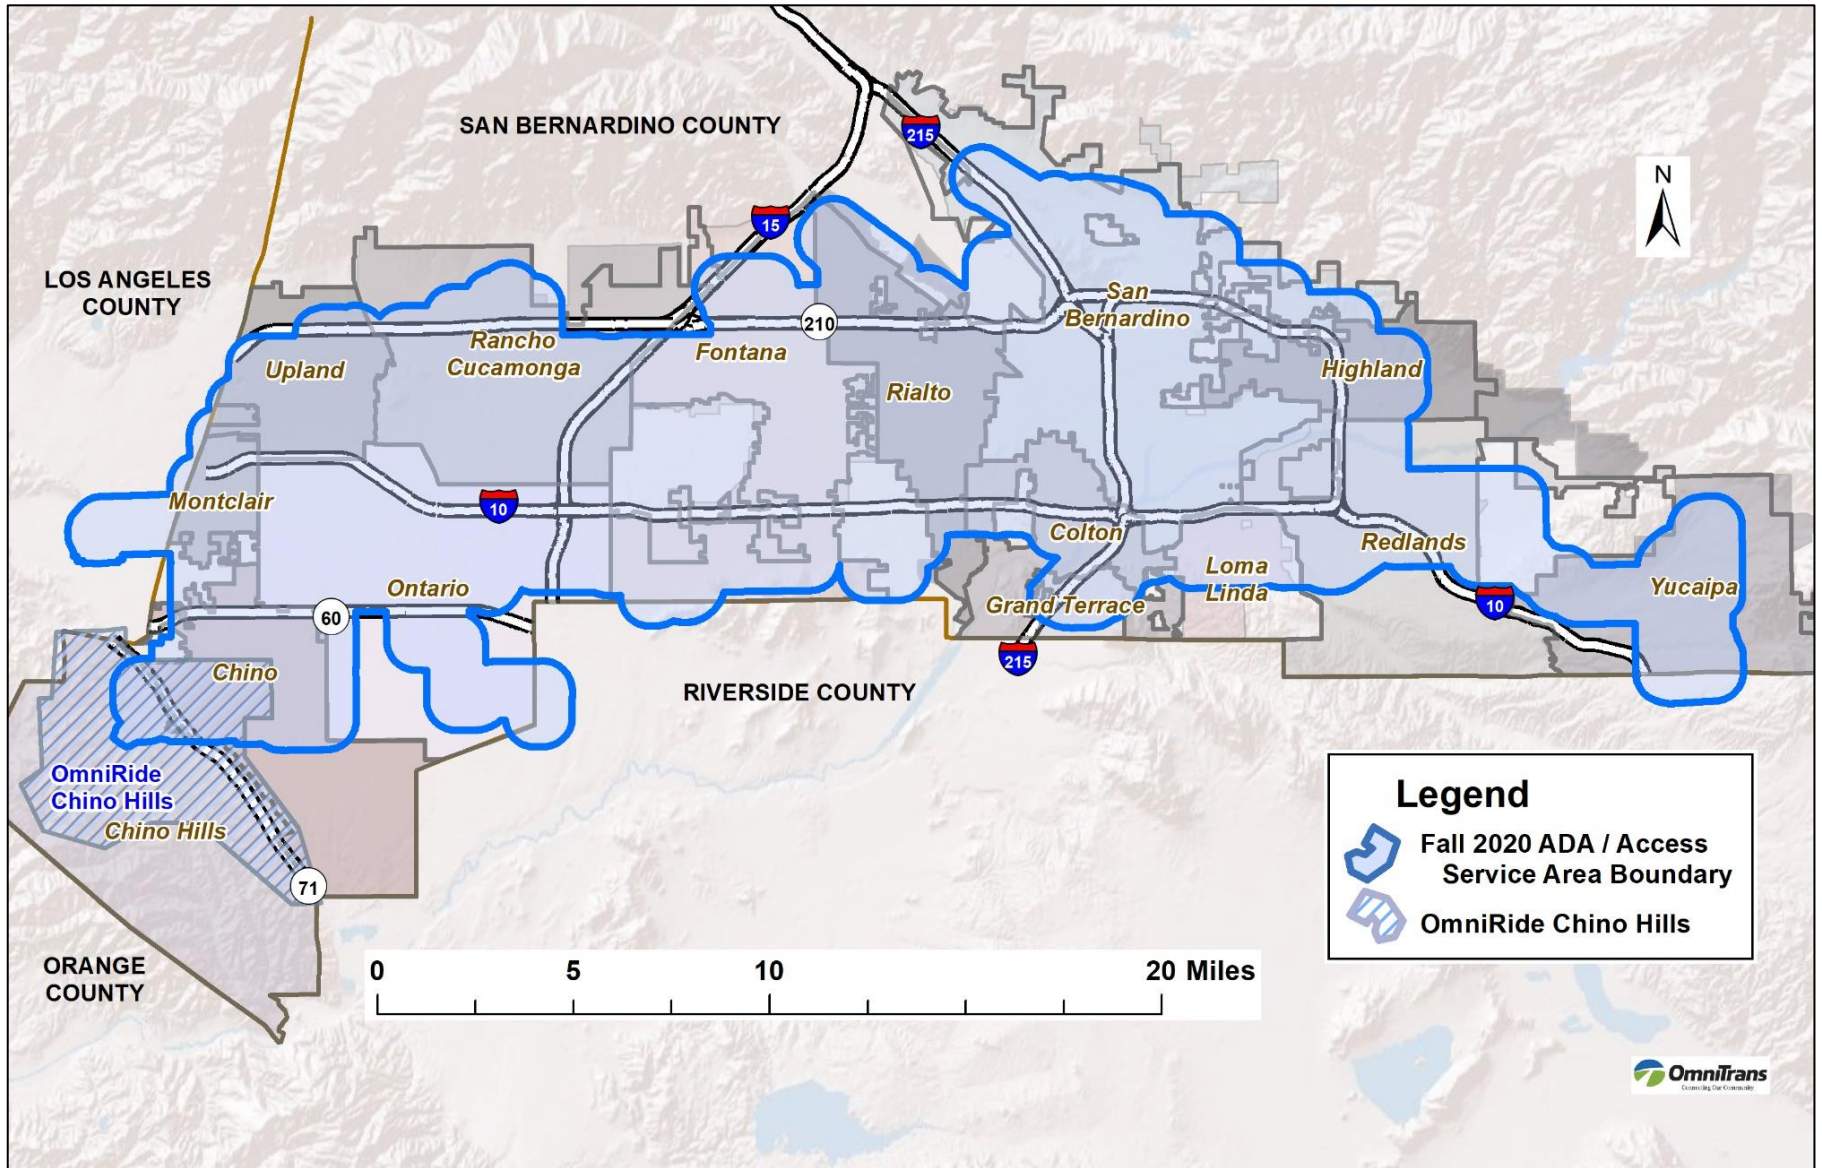 SAN BERNARDINO COUNTY
215
N
15
LOS ANGELES
COUNTY
San
Bernardino
210
Rancho
Cucamonga
Fontana
Upland
Highland
Rialto
Montclair
10
Colton
Redlands
Loma
Linda
Ontario
Grand Terrace
Yucaipa
10
60
215
Chino
RIVERSIDE COUNTY
OmniRide
Chino Hills
Chino Hills
71
Legend
Fall 2020 ADA / Access
Service Area Boundary
OmniRide Chino Hills
ORANGE
COUNTY
0 5 10 20 Miles
OmniTrans
Connecting Our Community